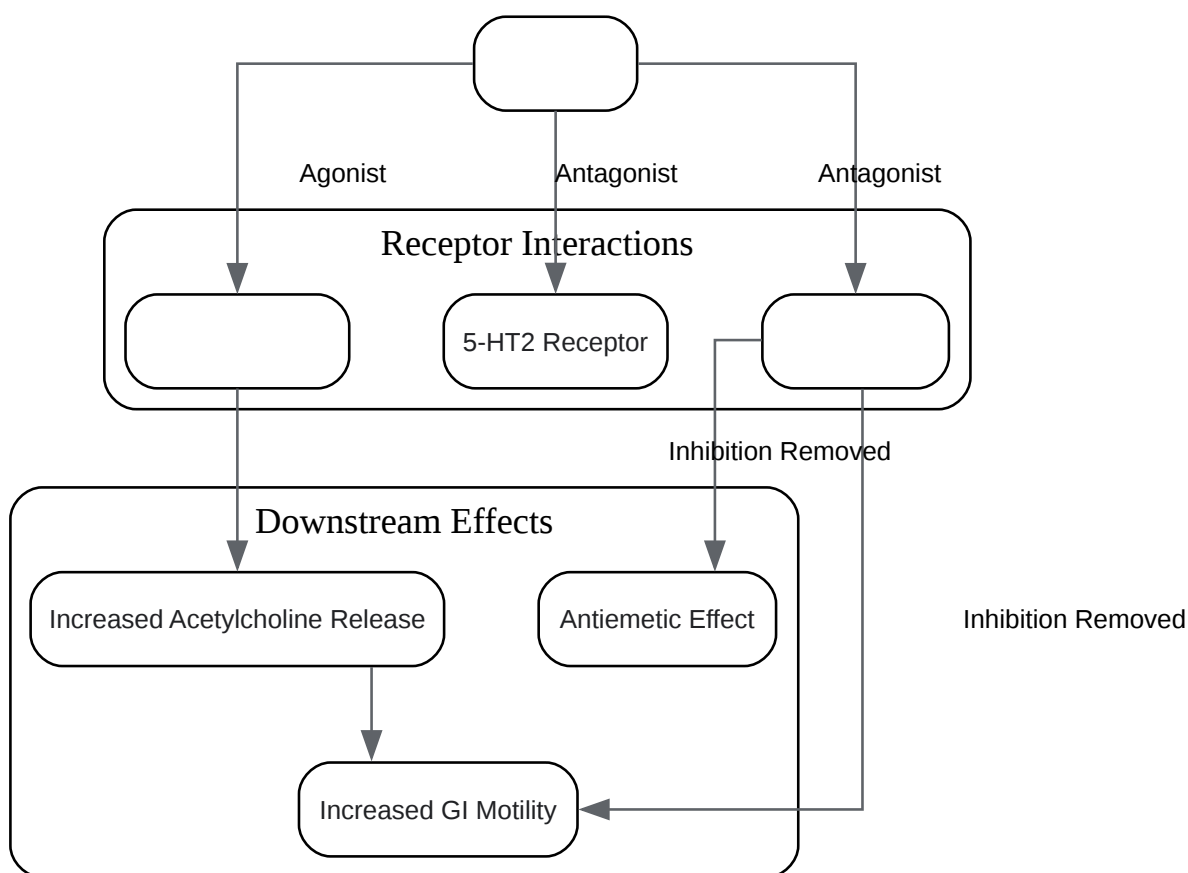 Agonist
Antagonist
Antagonist
Receptor Interactions
5-HT2 Receptor
Inhibition Removed
Downstream Effects
Increased Acetylcholine Release
Antiemetic Effect
Inhibition Removed
Increased GI Motility